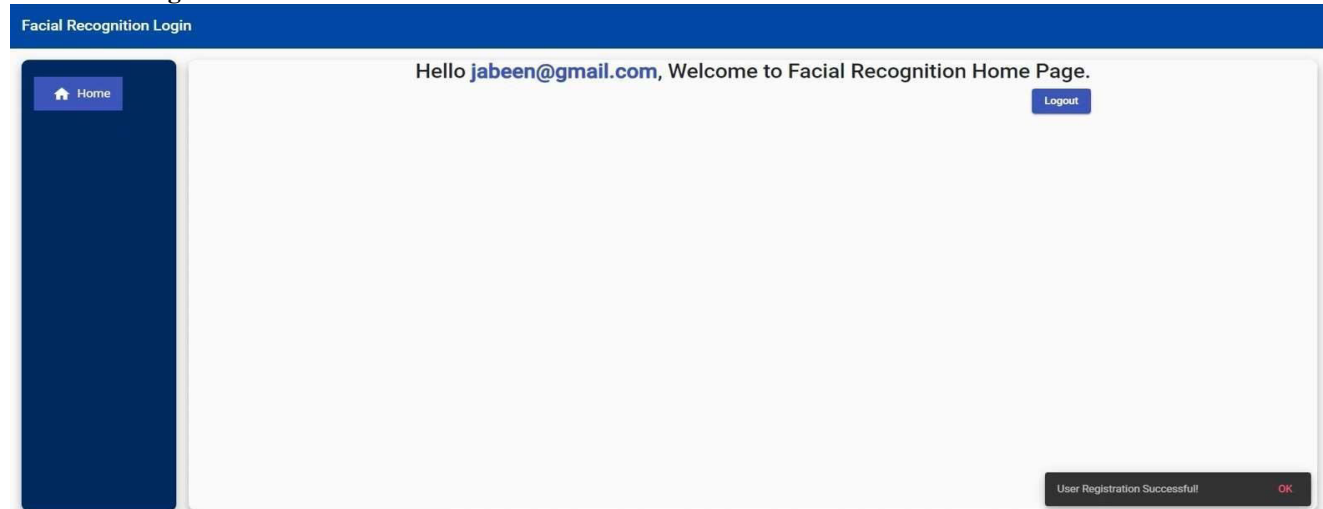 Facial Recognition Login
Home
Hello jabeen@gmail.com, Welcome to Facial Recognition Home Page.
Logout
User Registration Successful! OK